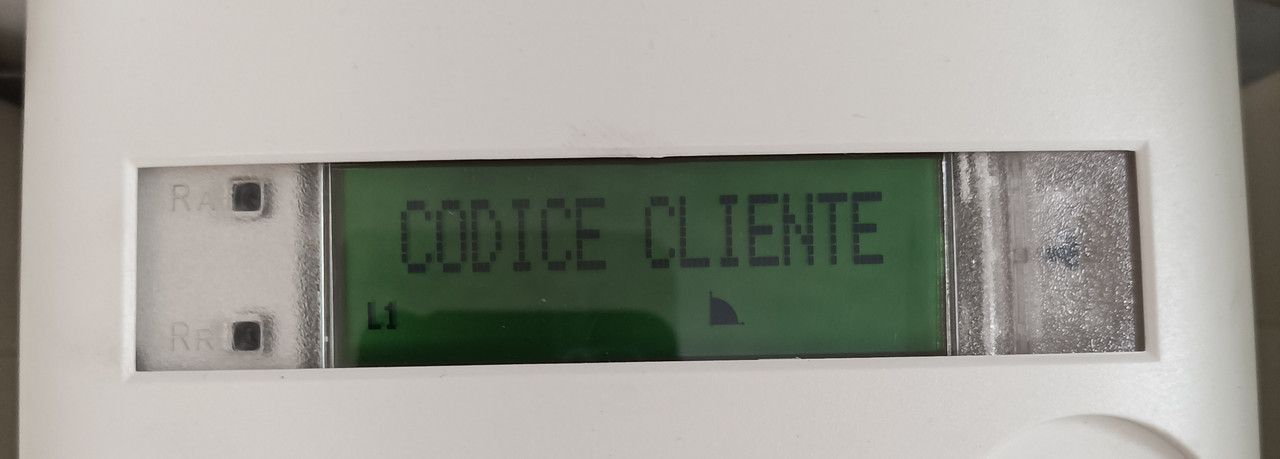 RA
CODICE CLIENTE
L1
RR